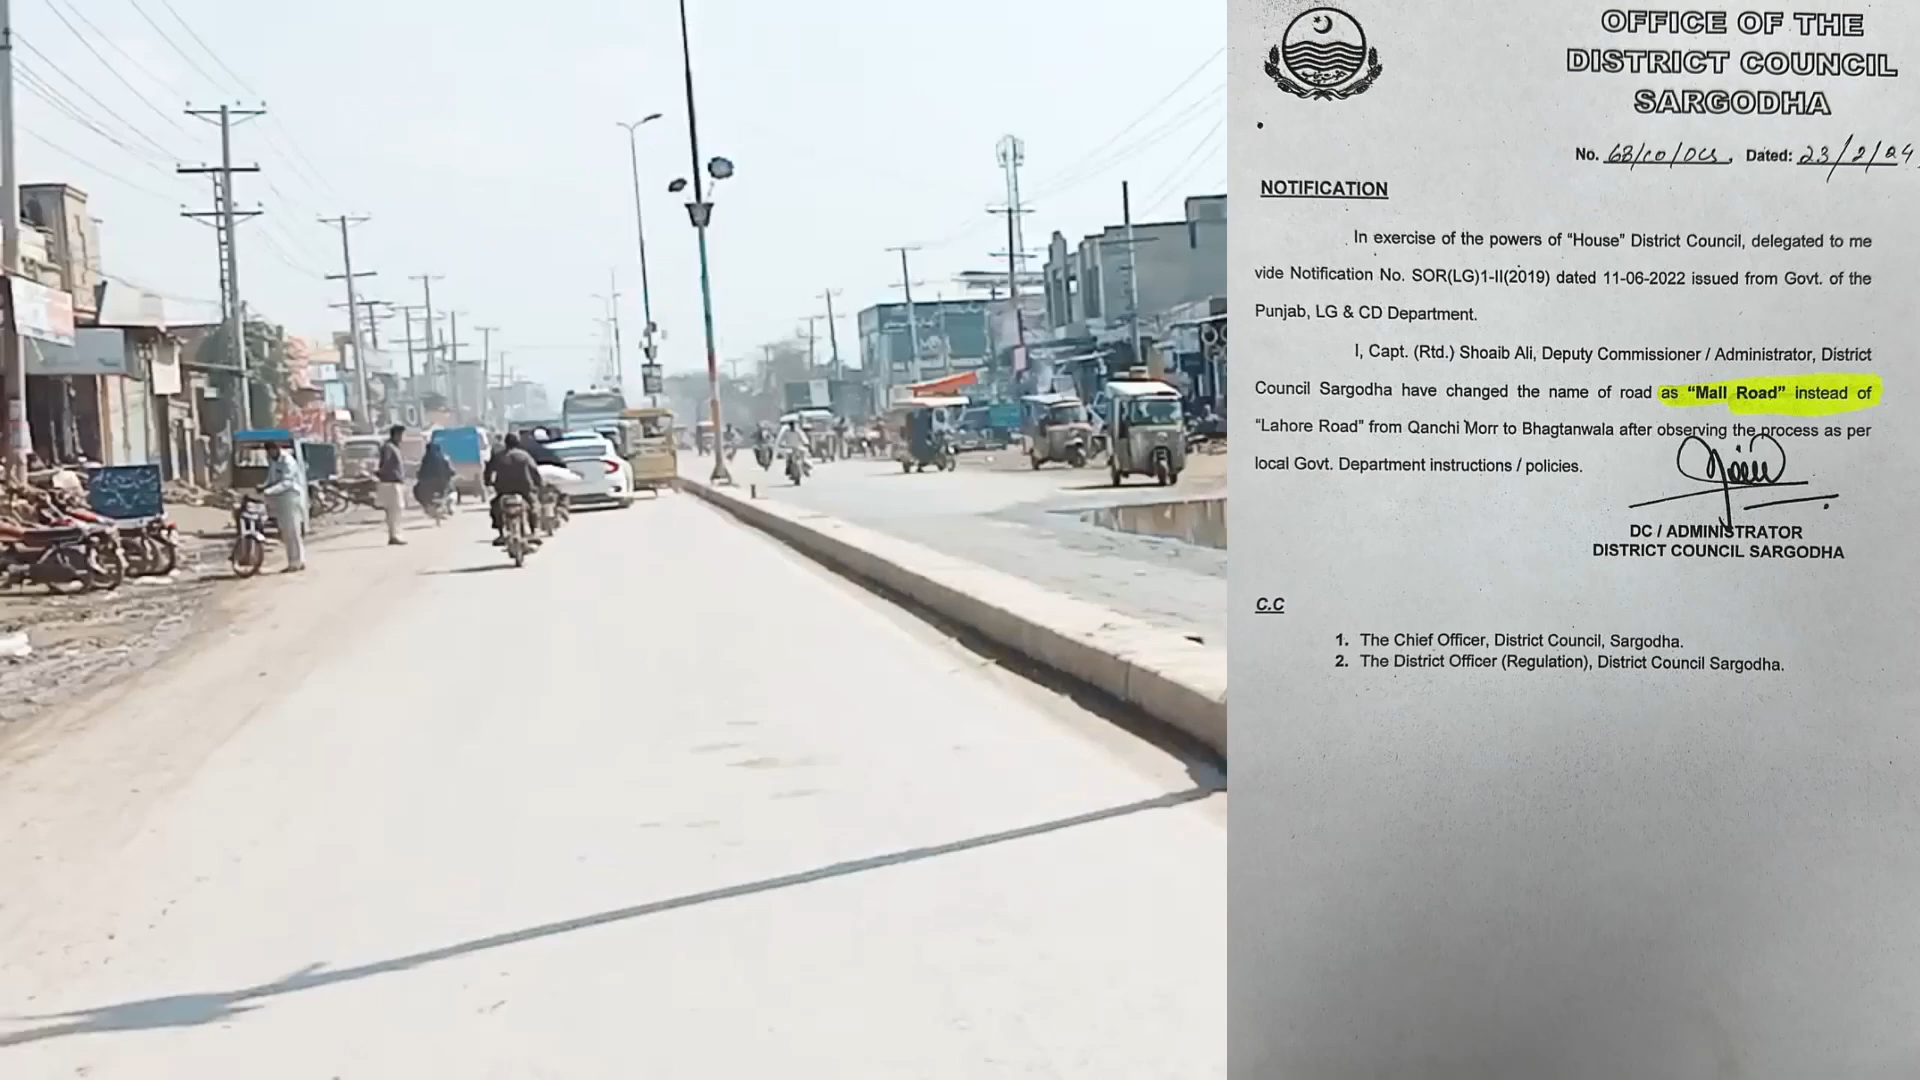 OFFICE OF THE
DISTRICT COUNCIL
SARGODHA
No. 68/CO/DCS, Dated: 23/2/24
NOTIFICATION
In exercise of the powers of “House” District Council, delegated to me
vide Notification No. SOR(LG)1-II(2019) dated 11-06-2022 issued from Govt. of the
Punjab, LG & CD Department.
I, Capt. (Rtd.) Shoaib Ali, Deputy Commissioner / Administrator, District
Council Sargodha have changed the name of road as “Mall Road” instead of
“Lahore Road” from Qanchi Morr to Bhagtanwala after observing the process as per
local Govt. Department instructions / policies.
DC / ADMINISTRATOR
DISTRICT COUNCIL SARGODHA
C.C
1. The Chief Officer, District Council, Sargodha.
2. The District Officer (Regulation), District Council Sargodha.